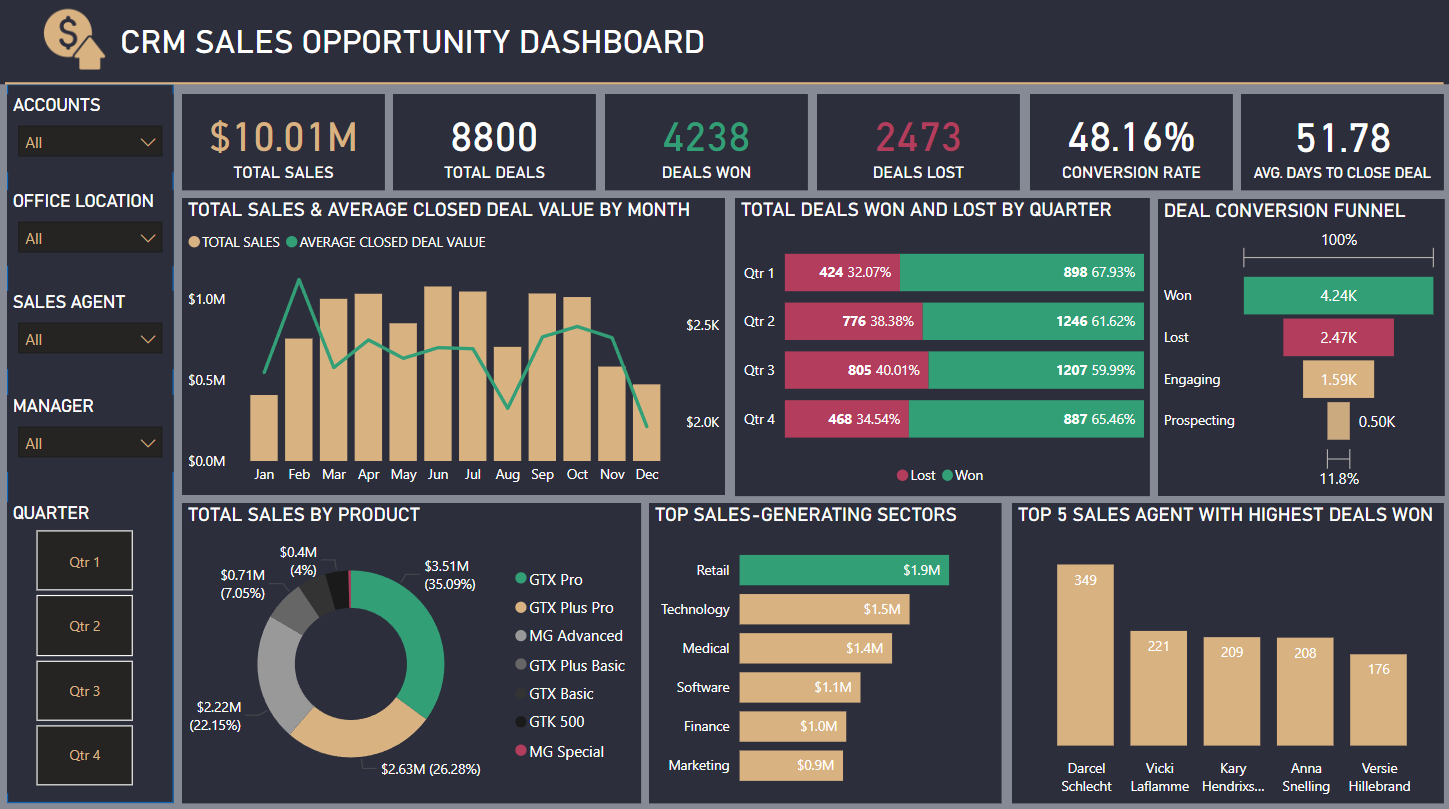 $
CRM SALES OPPORTUNITY DASHBOARD
ACCOUNTS
All
OFFICE LOCATION
All
SALES AGENT
All
MANAGER
All
QUARTER
Qtr 1
Qtr 2
Qtr 3
Qtr 4
$10.01M
TOTAL SALES
8800
TOTAL DEALS
4238
DEALS WON
2473
DEALS LOST
48.16%
CONVERSION RATE
51.78
AVG. DAYS TO CLOSE DEAL
TOTAL SALES & AVERAGE CLOSED DEAL VALUE BY MONTH
TOTAL SALES AVERAGE CLOSED DEAL VALUE
$1.0M
$2.5K
$0.5M
$2.0K
$0.0M
Jan Feb Mar Apr May Jun Jul Aug Sep Oct Nov Dec
TOTAL DEALS WON AND LOST BY QUARTER
Qtr 1 424 32.07% 898 67.93%
Qtr 2 776 38.38% 1246 61.62%
Qtr 3 805 40.01% 1207 59.99%
Qtr 4 468 34.54% 887 65.46%
Lost Won
DEAL CONVERSION FUNNEL
100%
Won 4.24K
Lost 2.47K
Engaging 1.59K
Prospecting 0.50K
11.8%
TOTAL SALES BY PRODUCT
$0.4M
(4%)
$0.71M
(7.05%)
$3.51M
(35.09%)
$2.22M
(22.15%)
$2.63M (26.28%)
GTX Pro
GTX Plus Pro
MG Advanced
GTX Plus Basic
GTX Basic
GTK 500
MG Special
TOP SALES-GENERATING SECTORS
Retail $1.9M
Technology $1.5M
Medical $1.4M
Software $1.1M
Finance $1.0M
Marketing $0.9M
TOP 5 SALES AGENT WITH HIGHEST DEALS WON
349
221
209
208
176
Darcel Vicki Kary Anna Versie
Schlecht Laflamme Hendrixs... Snelling Hillebrand